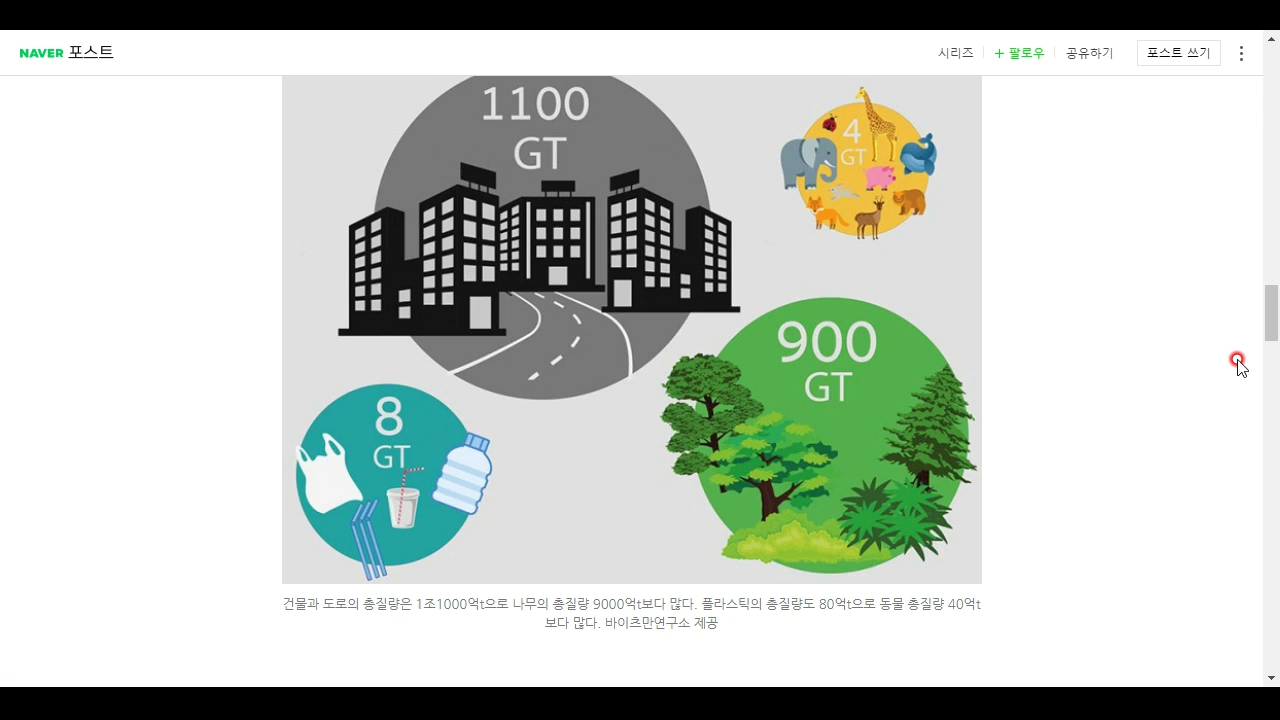 NAVER 포스트
시리즈
+ 팔로우
공유하기
포스트 쓰기
1100
GT
4
GT
900
GT
8
GT
건물과 도로의 총질량은 1조1000억t으로 나무의 총질량 9000억t보다 많다. 플라스틱의 총질량도 80억t으로 동물 총질량 40억t
보다 많다. 바이츠만연구소 제공